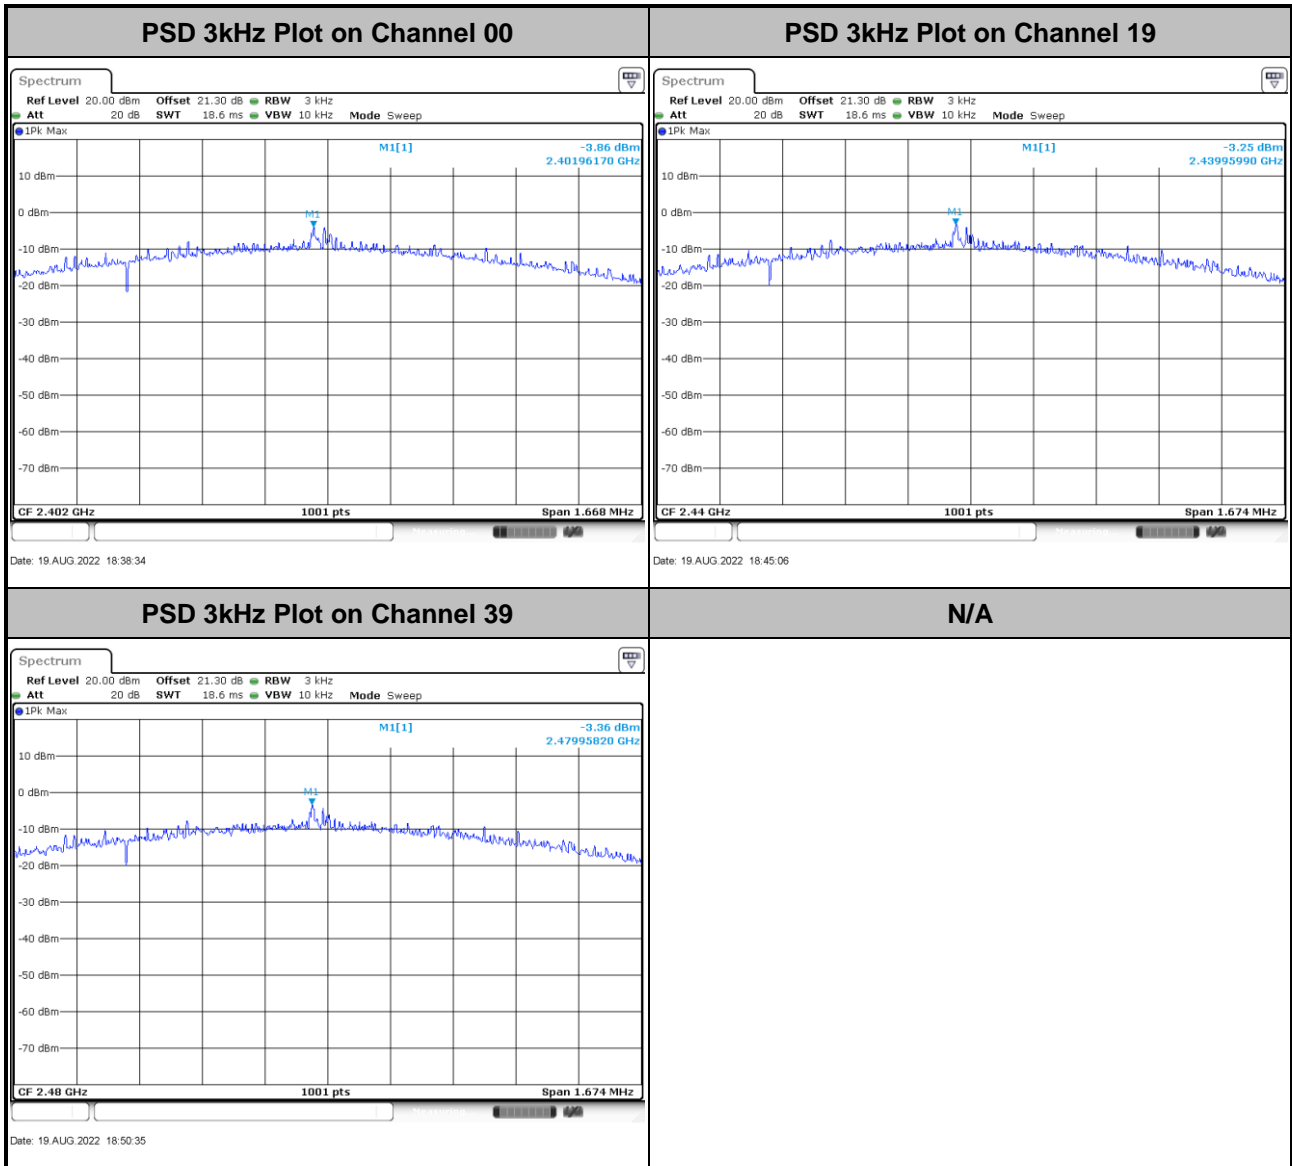 PSD 3kHz Plot on Channel 00
Spectrum
Ref Level 20.00 dBm Offset 21.30 dB RBW 3 kHz
Att 20 dB SWT 18.6 ms VBW 10 kHz Mode Sweep
1Pk Max
M1[1] -3.86 dBm
2.40196170 GHz
10 dBm
0 dBm
M1
-10 dBm
-20 dBm
-30 dBm
-40 dBm
-50 dBm
-60 dBm
-70 dBm
CF 2.402 GHz 1001 pts Span 1.668 MHz
Date: 19.AUG.2022 18:38:34
PSD 3kHz Plot on Channel 19
Spectrum
Ref Level 20.00 dBm Offset 21.30 dB RBW 3 kHz
Att 20 dB SWT 18.6 ms VBW 10 kHz Mode Sweep
1Pk Max
M1[1] -3.25 dBm
2.43995990 GHz
10 dBm
0 dBm
M1
-10 dBm
-20 dBm
-30 dBm
-40 dBm
-50 dBm
-60 dBm
-70 dBm
CF 2.44 GHz 1001 pts Span 1.674 MHz
Date: 19.AUG.2022 18:45:06
PSD 3kHz Plot on Channel 39
Spectrum
Ref Level 20.00 dBm Offset 21.30 dB RBW 3 kHz
Att 20 dB SWT 18.6 ms VBW 10 kHz Mode Sweep
1Pk Max
M1[1] -3.36 dBm
2.47995820 GHz
10 dBm
0 dBm
M1
-10 dBm
-20 dBm
-30 dBm
-40 dBm
-50 dBm
-60 dBm
-70 dBm
CF 2.48 GHz 1001 pts Span 1.674 MHz
Date: 19.AUG.2022 18:50:35
N/A